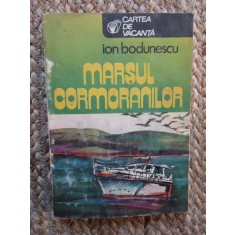 CARTEA
DE
VACANȚĂ
ion bodunescu
MARȘUL
CORMORANILOR